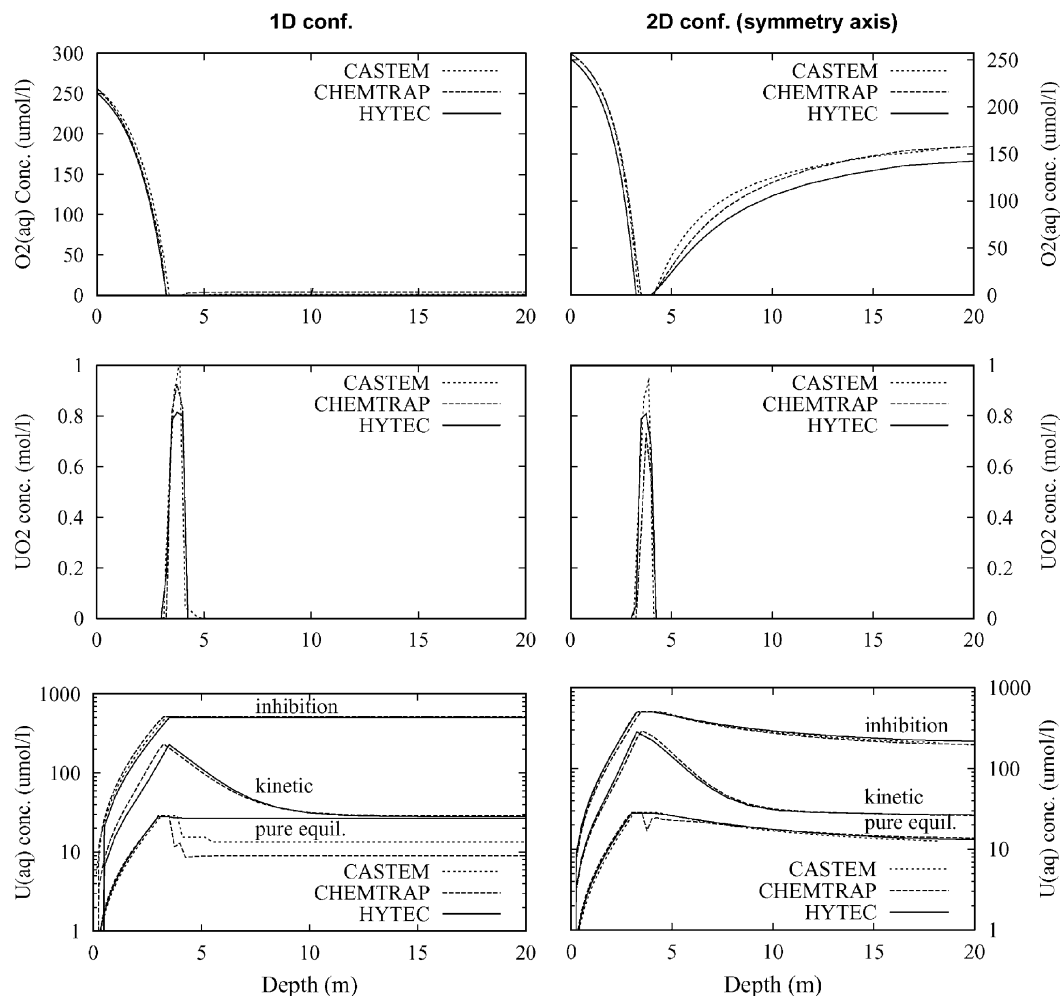 1D conf.
2D conf. (symmetry axis)
O2(aq) Conc. (umol/l)
300
250
200
150
100
50
0
CASTEM
CHEMTRAP
HYTEC
0
5
10
15
20
CASTEM
CHEMTRAP
HYTEC
250
200
150
100
50
0
O2(aq) conc. (umol/l)
0
5
10
15
20
UO2 conc. (mol/l)
1
0.8
0.6
0.4
0.2
0
CASTEM
CHEMTRAP
HYTEC
0
5
10
15
20
CASTEM
CHEMTRAP
HYTEC
1
0.8
0.6
0.4
0.2
0
UO2 conc. (mol/l)
0
5
10
15
20
U(aq) conc. (umol/l)
1000
100
10
1
inhibition
kinetic
pure equil.
CASTEM
CHEMTRAP
HYTEC
0
5
10
15
20
Depth (m)
inhibition
kinetic
pure equil.
CASTEM
CHEMTRAP
HYTEC
1000
100
10
1
U(aq) conc. (umol/l)
0
5
10
15
20
Depth (m)